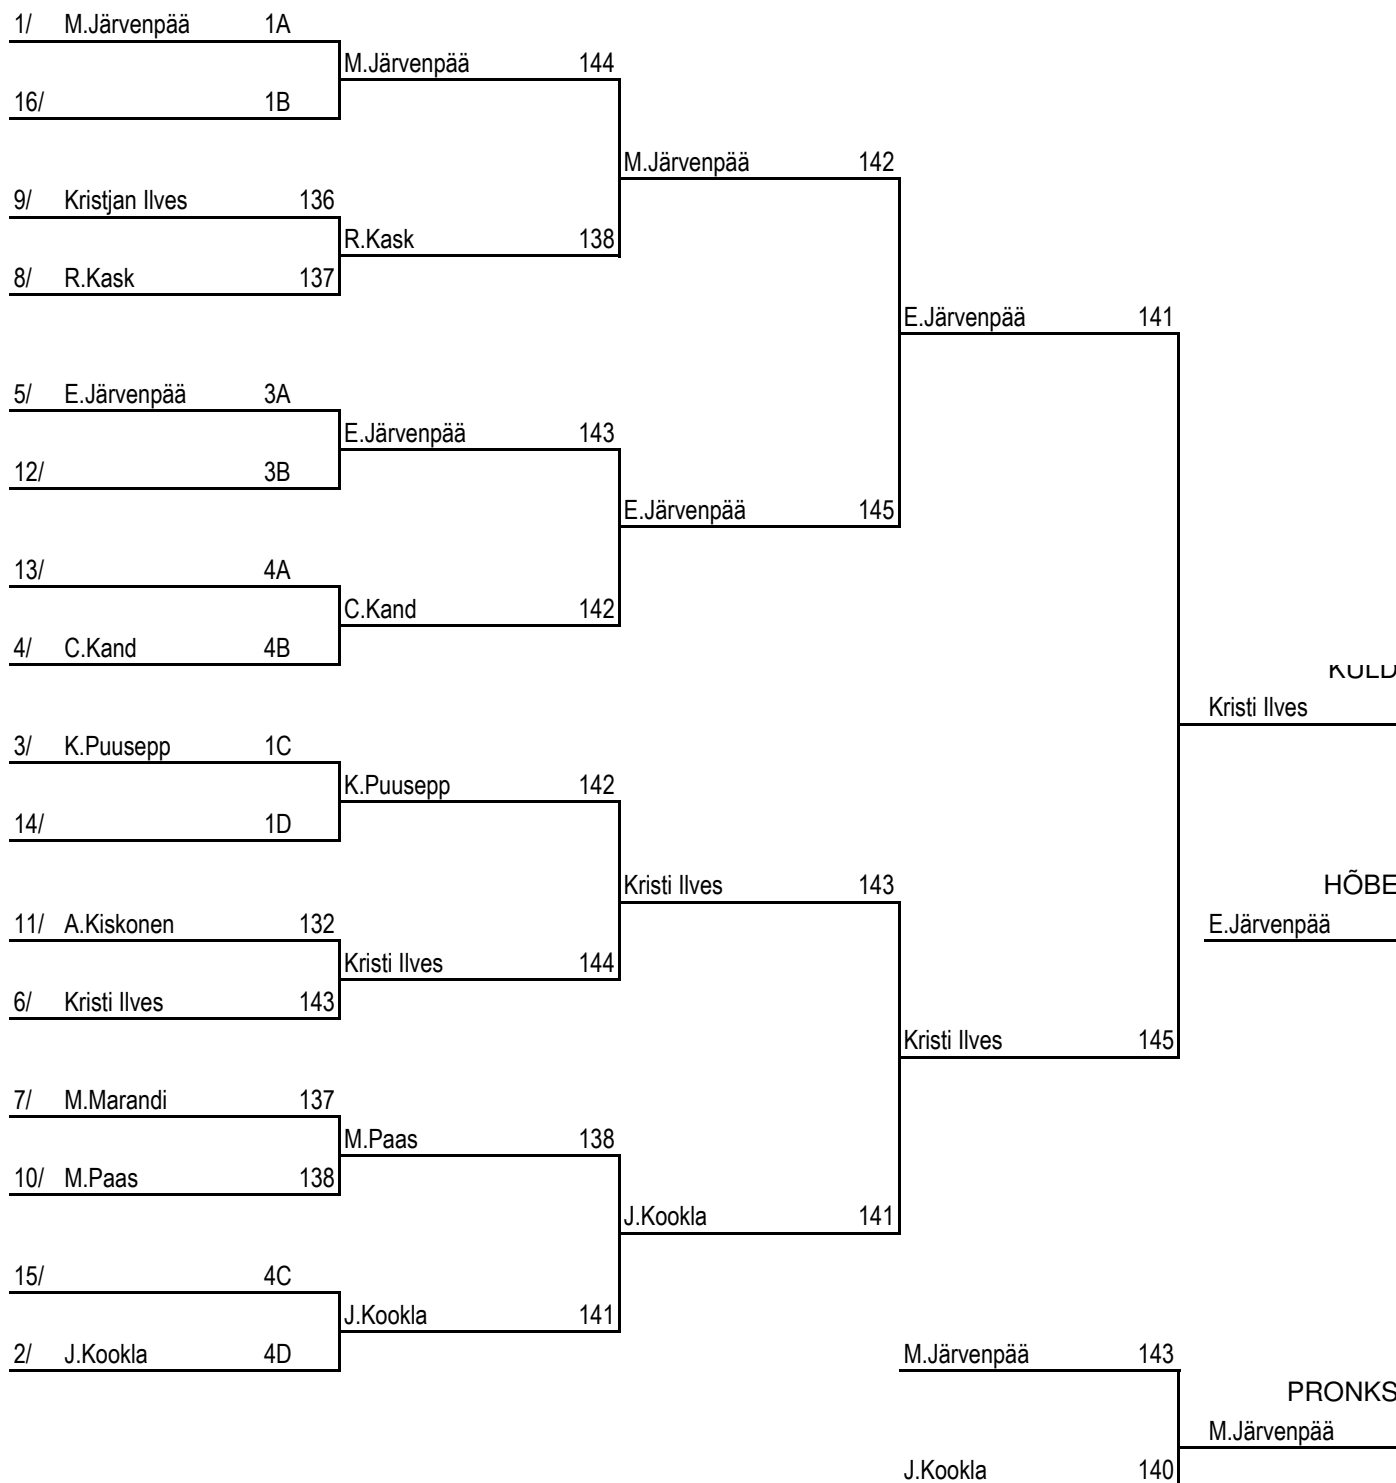 1/ M.Järvenpää 1A
M.Järvenpää 144
16/ 1B
M.Järvenpää 142
9/ Kristjan Ilves 136
R.Kask 138
8/ R.Kask 137
E.Järvenpää 141
5/ E.Järvenpää 3A
E.Järvenpää 143
12/ 3B
E.Järvenpää 145
13/ 4A
C.Kand 142
4/ C.Kand 4B
KULD
Kristi Ilves
3/ K.Puusepp 1C
K.Puusepp 142
14/ 1D
Kristi Ilves 143
HÕBE
11/ A.Kiskonen 132
E.Järvenpää
Kristi Ilves 144
6/ Kristi Ilves 143
Kristi Ilves 145
7/ M.Marandi 137
M.Paas 138
10/ M.Paas 138
J.Kookla 141
15/ 4C
J.Kookla 141
2/ J.Kookla 4D
M.Järvenpää 143
PRONKS
M.Järvenpää
J.Kookla 140